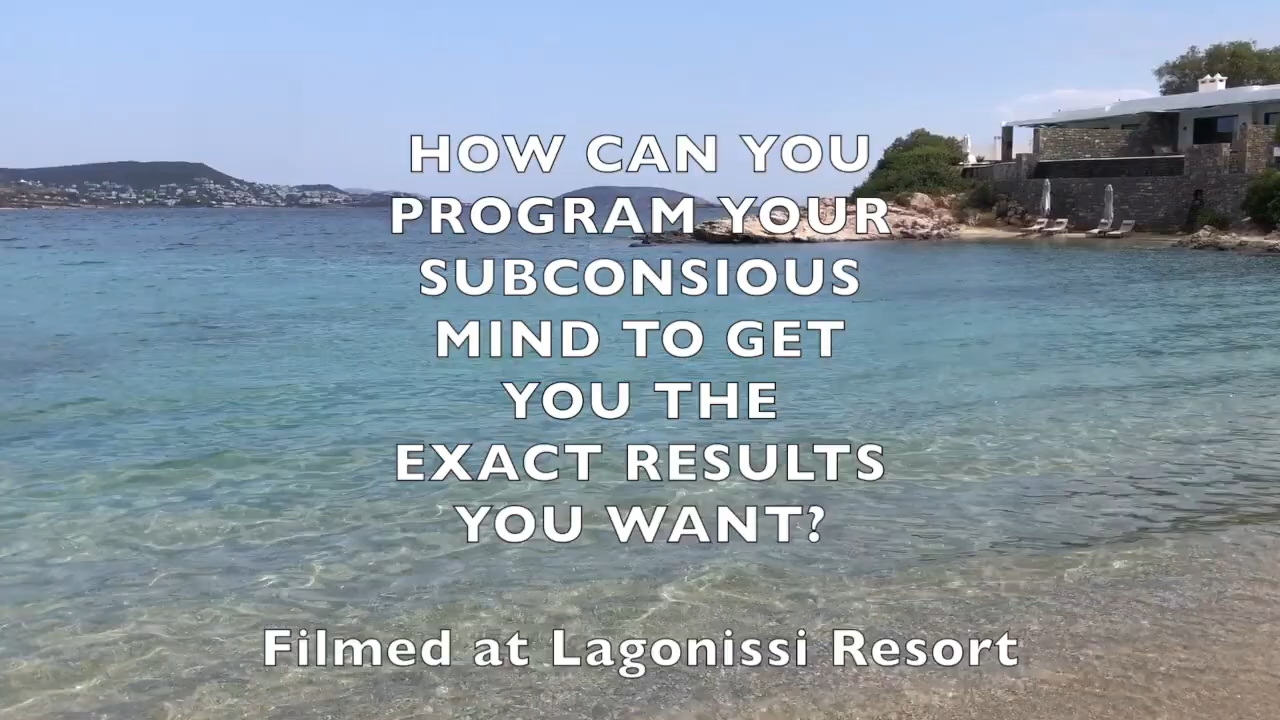 HOW CAN YOU
PROGRAM YOUR
SUBCONSIOUS
MIND TO GET
YOU THE
EXACT RESULTS
YOU WANT?
Filmed at Lagonissi Resort